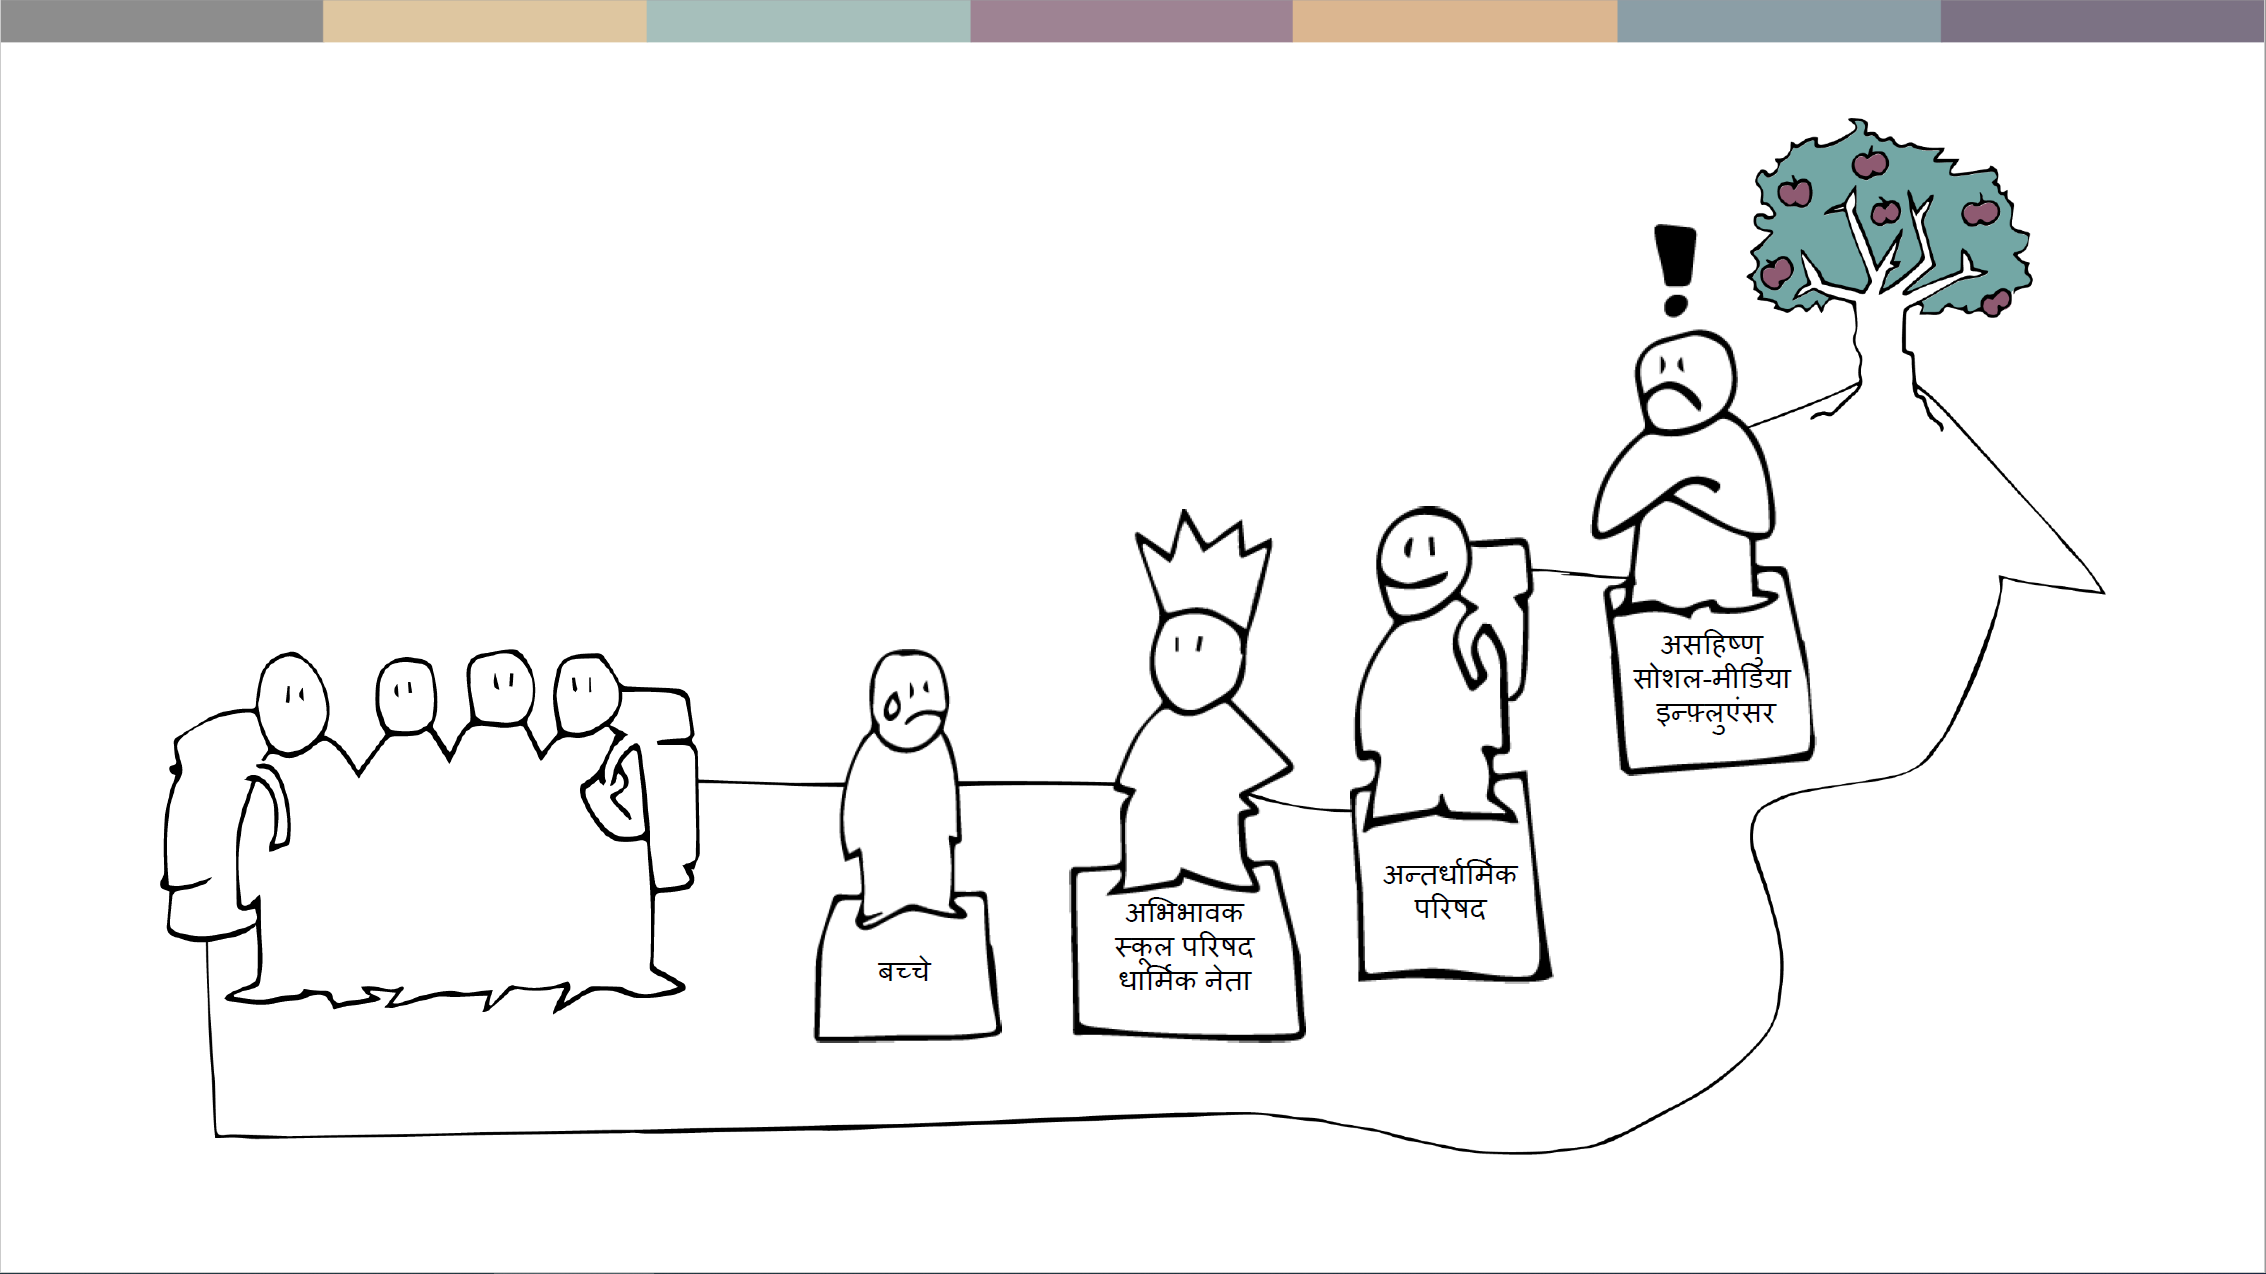 बच्चे
अभिभावक
स्कूल परिषद
धार्मिक नेता
अन्तर्धार्मिक
परिषद
असहिष्णु
सोशल-मीडिया
इन्फ़्लुएंसर